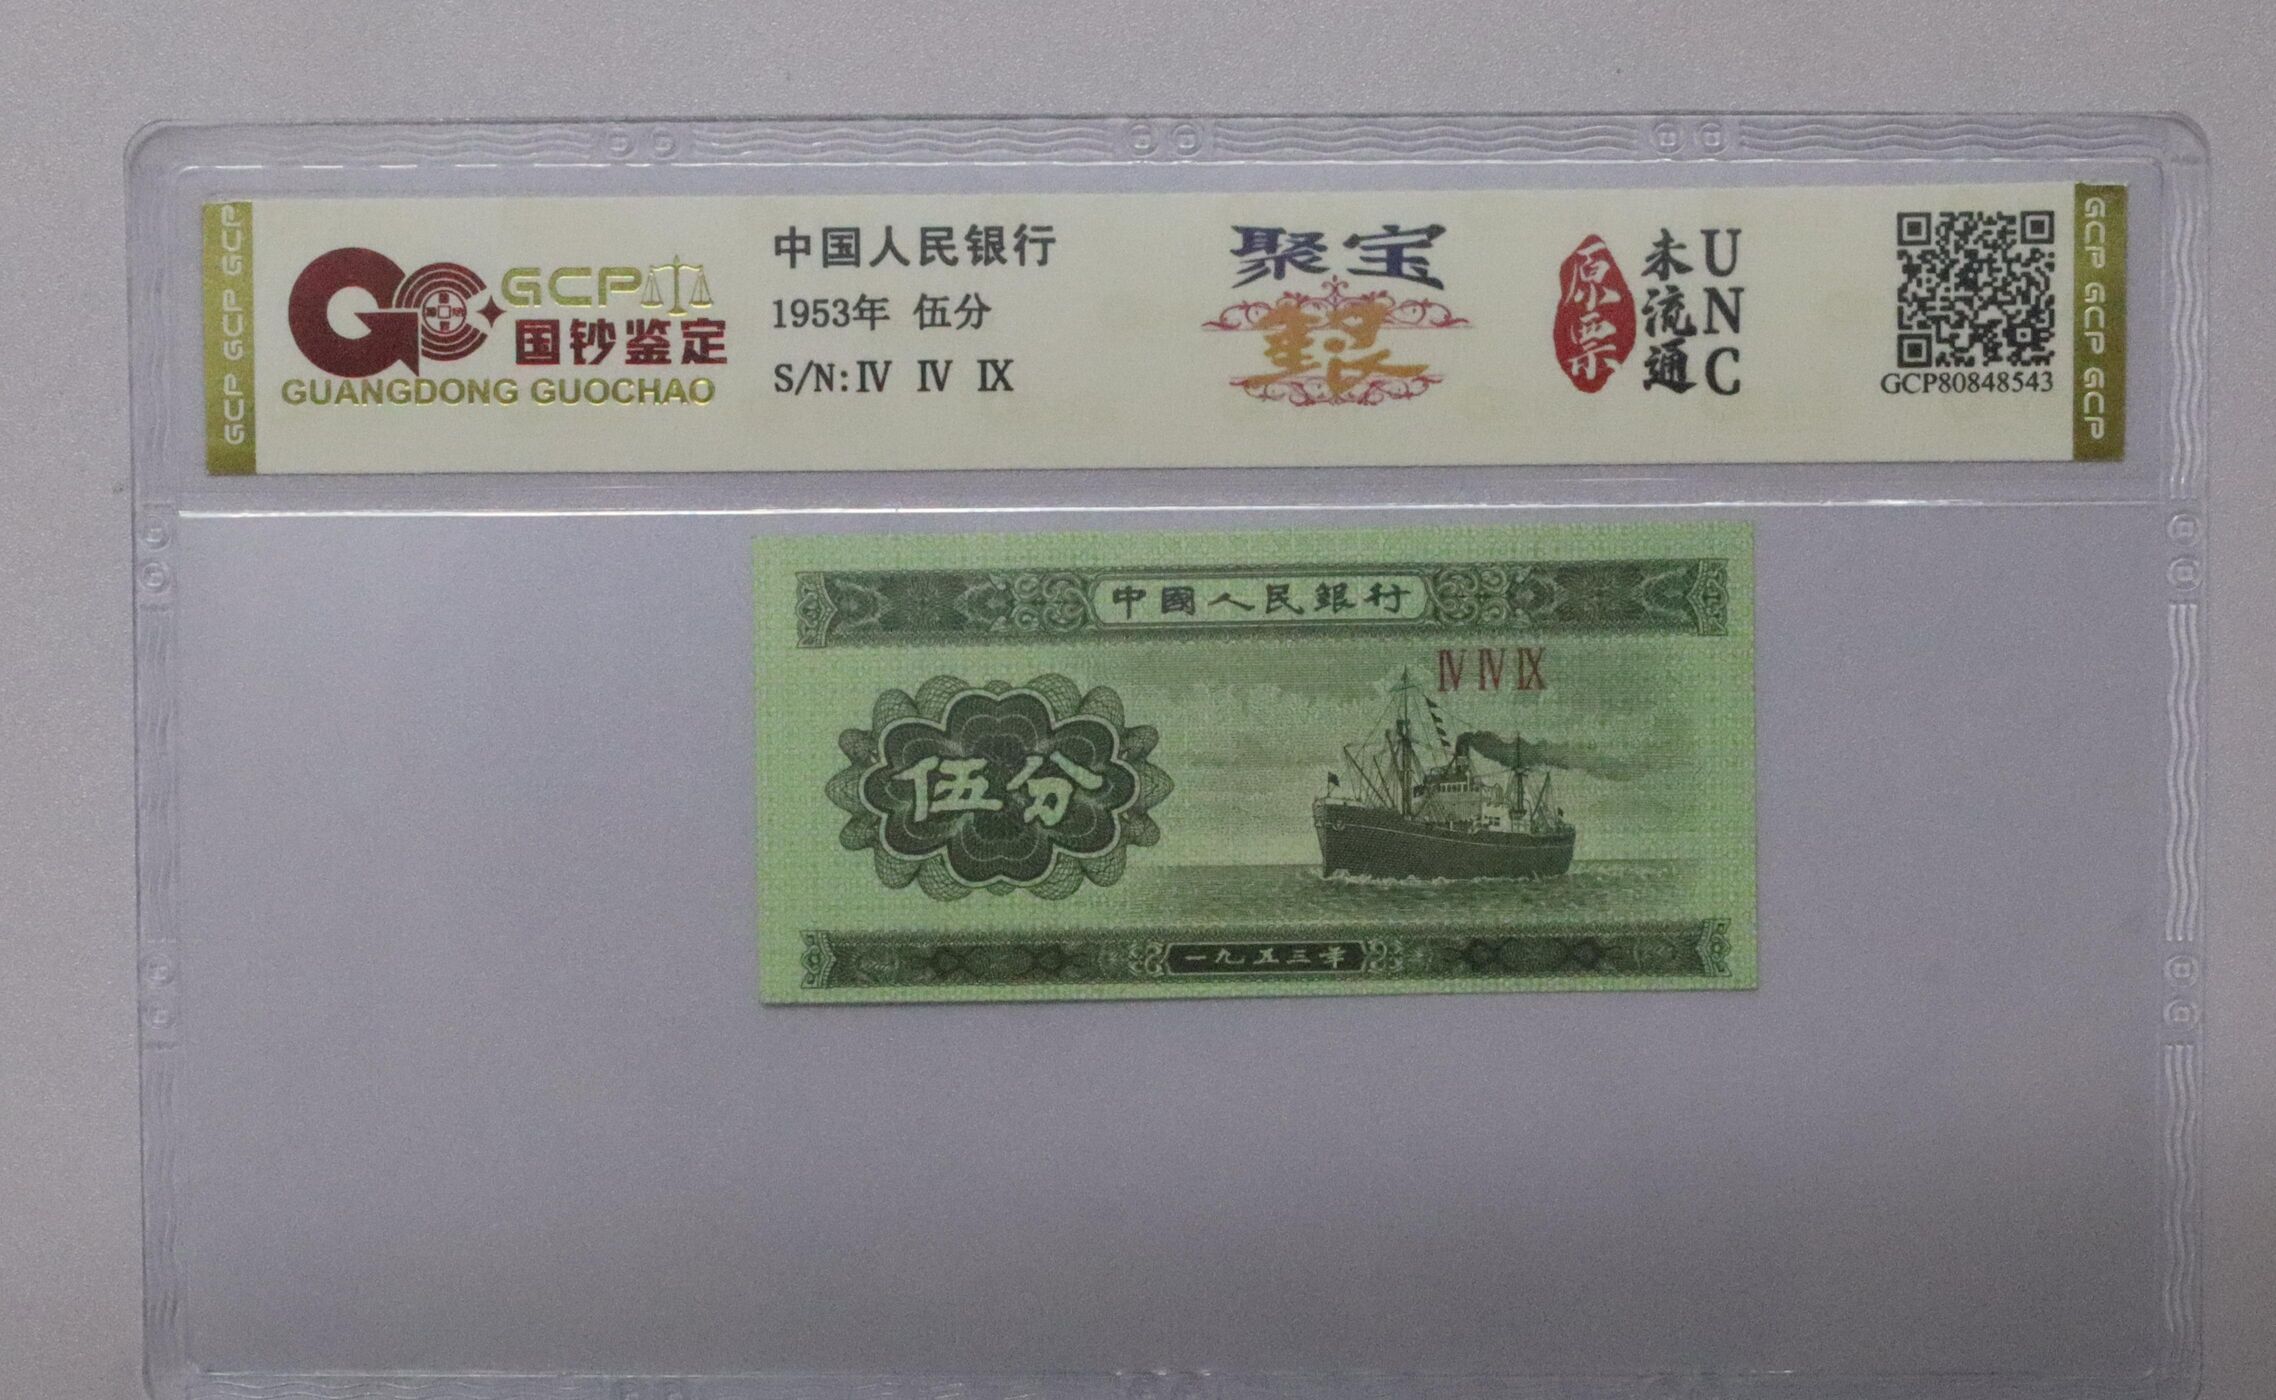 GCP GCP GCP
GCP
国钞鉴定
GUANGDONG GUOCHAO
中国人民银行
1953年 伍分
S/N:Ⅳ Ⅳ Ⅸ
聚宝
原票
未流通
UNC
GCP80848543
GCP GCP GCP
中國人民銀行
Ⅳ Ⅳ Ⅸ
伍分
一九五三年